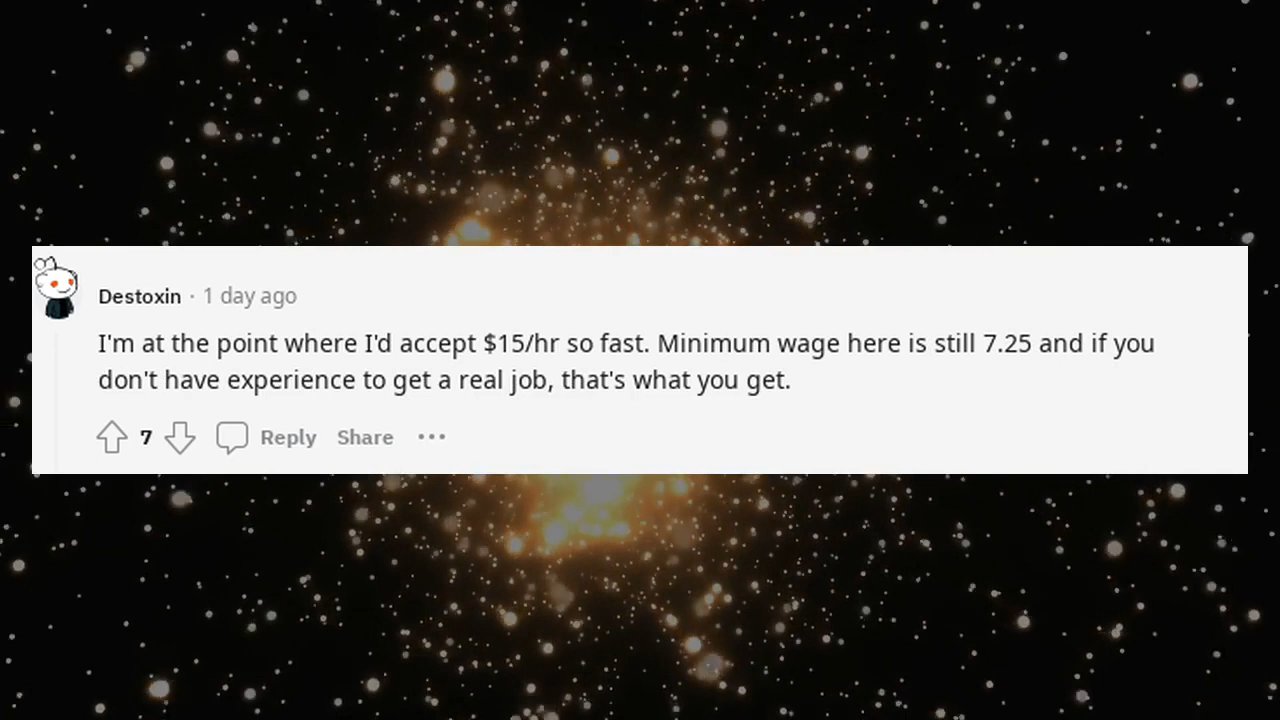 Destoxin · 1 day ago
I'm at the point where I'd accept $15/hr so fast. Minimum wage here is still 7.25 and if you
don't have experience to get a real job, that's what you get.
7 Reply Share ···